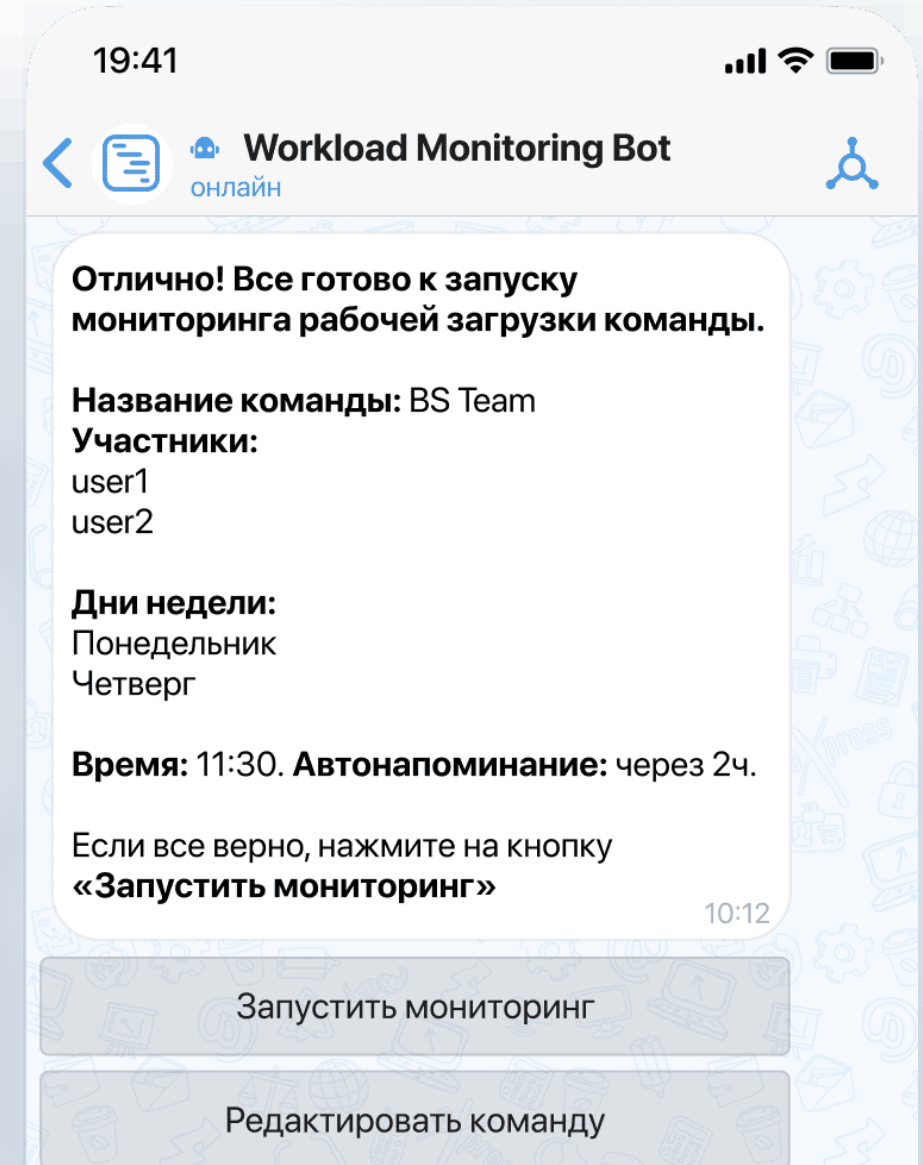 19:41
Workload Monitoring Bot
онлайн
Отлично! Все готово к запуску
мониторинга рабочей загрузки команды.
Название команды: BS Team
Участники:
user1
user2
Дни недели:
Понедельник
Четверг
Время: 11:30. Автонапоминание: через 2ч.
Если все верно, нажмите на кнопку
«Запустить мониторинг»
10:12
Запустить мониторинг
Редактировать команду